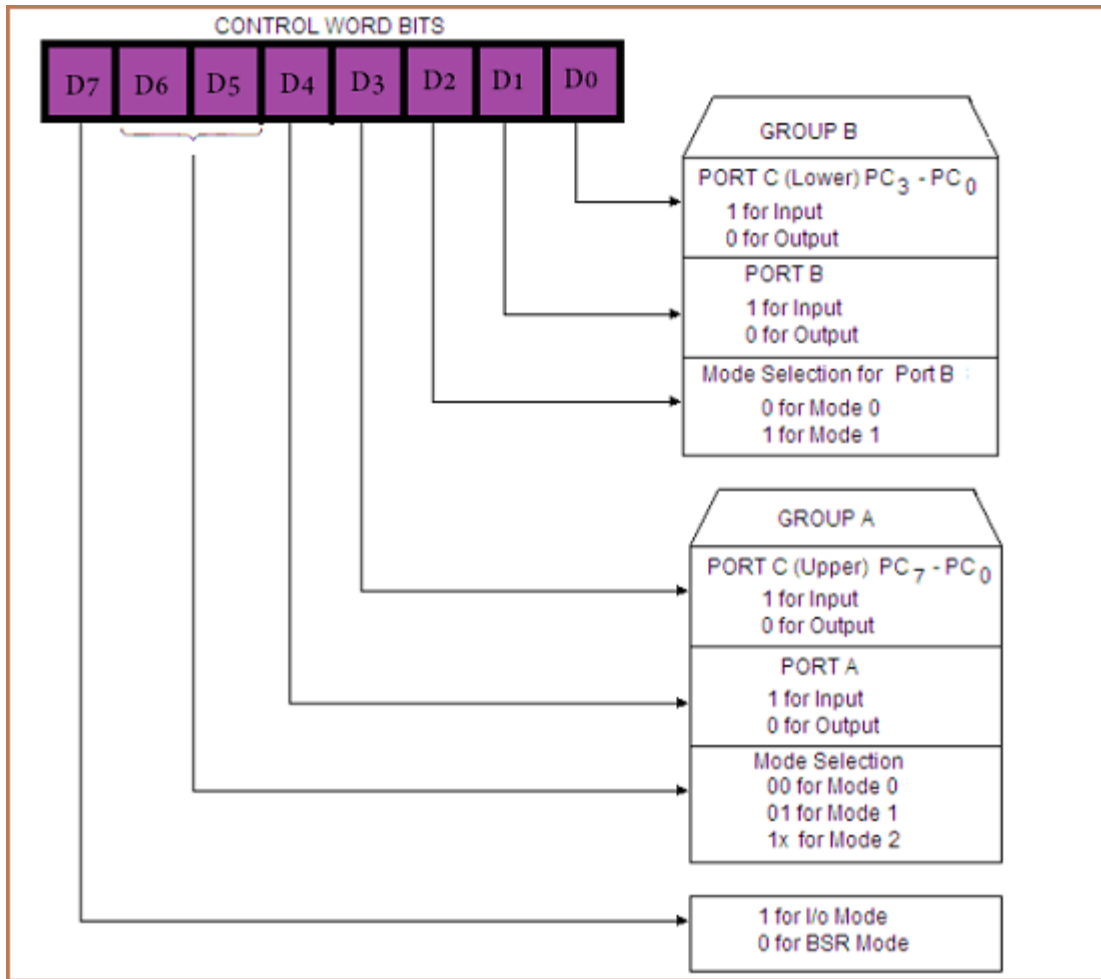 CONTROL WORD BITS
D7 D6 D5 D4 D3 D2 D1 D0
GROUP B
PORT C (Lower) PC3 - PC0
1 for Input
0 for Output
PORT B
1 for Input
0 for Output
Mode Selection for Port B :
0 for Mode 0
1 for Mode 1
GROUP A
PORT C (Upper) PC7 - PC0
1 for Input
0 for Output
PORT A
1 for Input
0 for Output
Mode Selection
00 for Mode 0
01 for Mode 1
1x for Mode 2
1 for I/o Mode
0 for BSR Mode